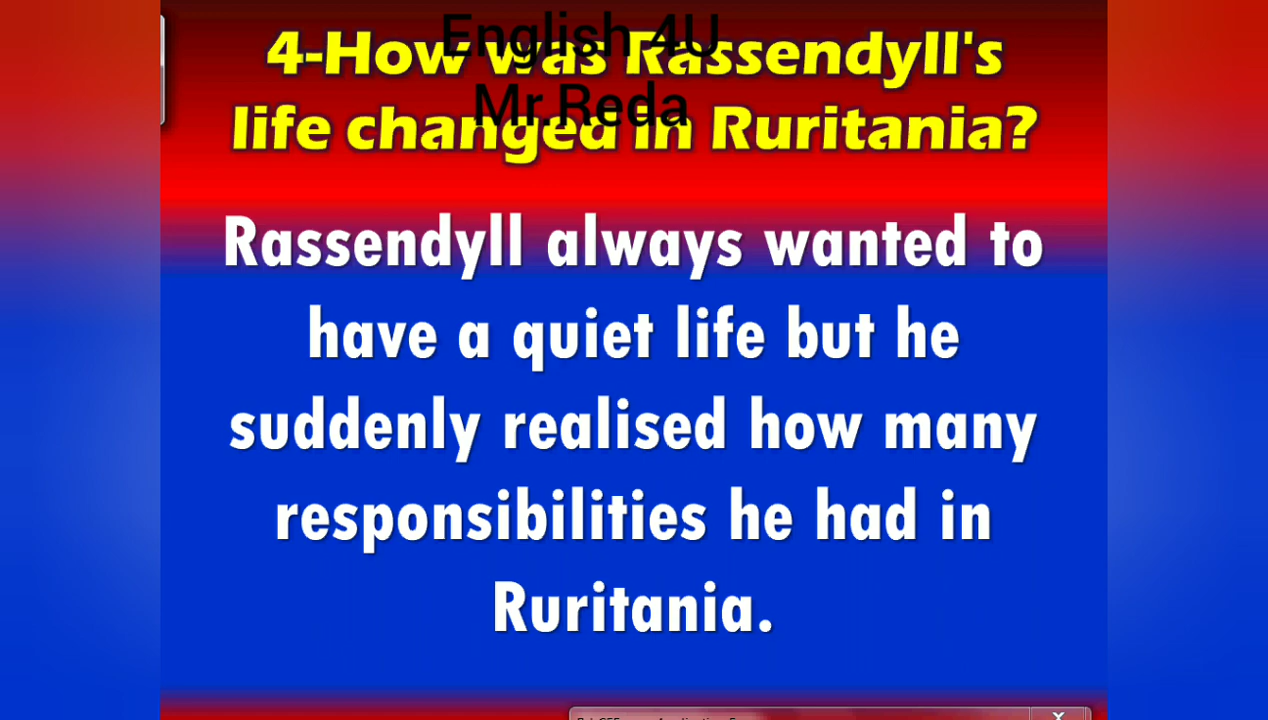 English 4U
Mr.Reda
4-How was Rassendyll's
life changed in Ruritania?
Rassendyll always wanted to
have a quiet life but he
suddenly realised how many
responsibilities he had in
Ruritania.